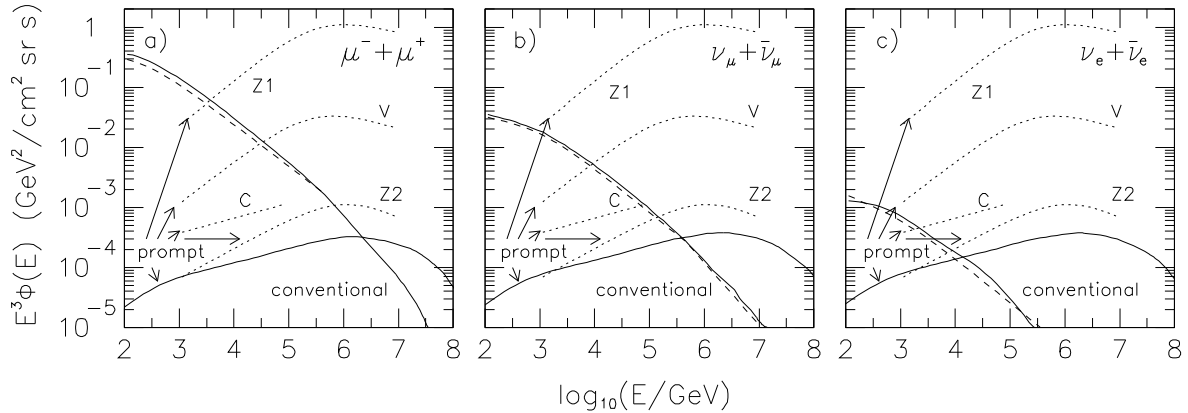 a) μ⁻ + μ⁺
Z1
V
C
Z2
prompt
conventional
b) ν_μ + ν̄_μ
Z1
V
C
Z2
prompt
conventional
c) ν_e + ν̄_e
Z1
V
C
Z2
prompt
conventional
E³ϕ(E) (GeV²/cm² sr s)
1
10⁻¹
10⁻²
10⁻³
10⁻⁴
10⁻⁵
2 3 4 5 6 7 8
2 3 4 5 6 7 8
2 3 4 5 6 7 8
log₁₀(E/GeV)